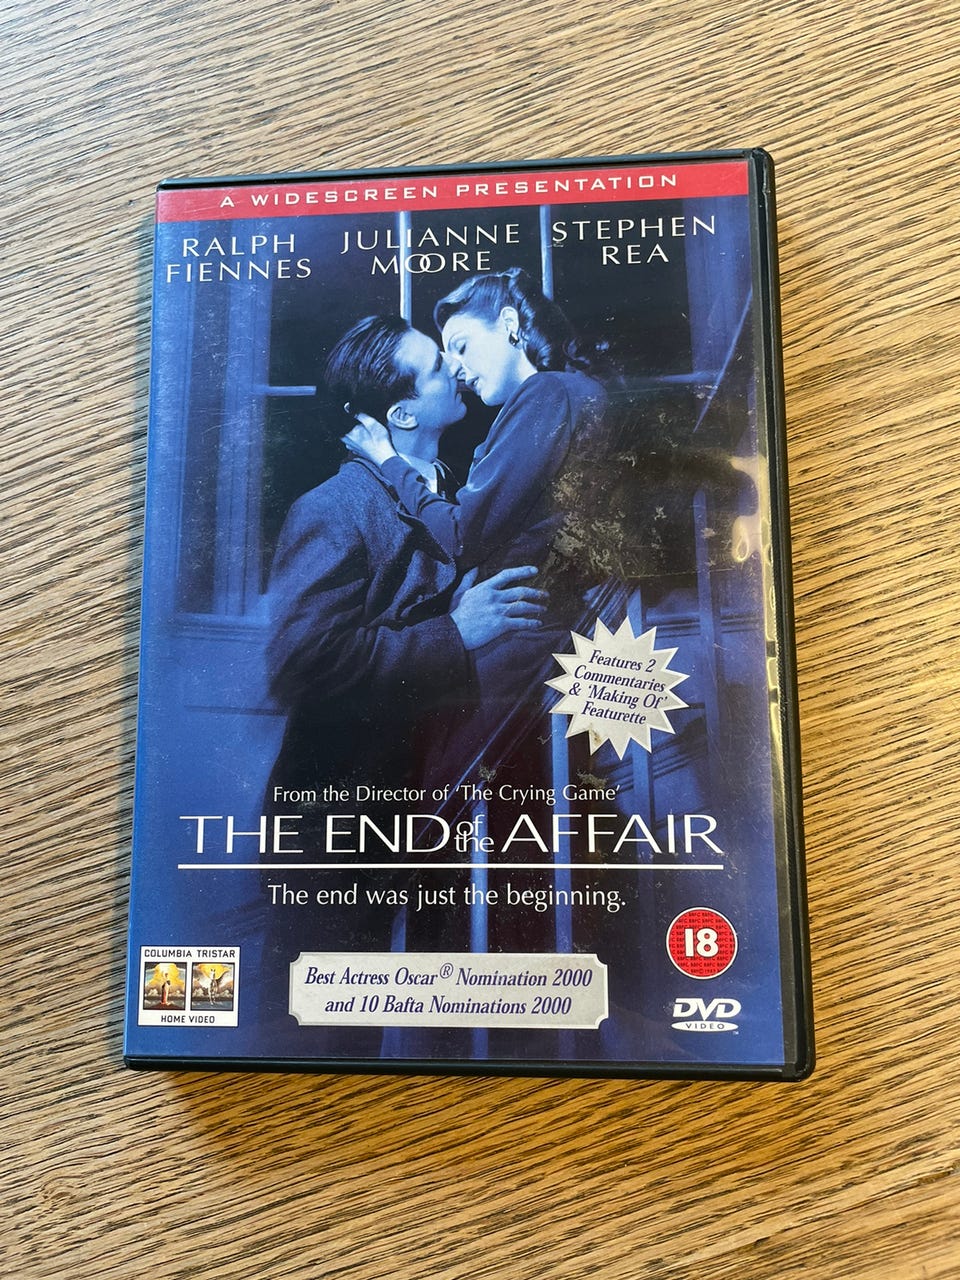 A WIDESCREEN PRESENTATION
RALPH
FIENNES
JULIANNE
MOORE
STEPHEN
REA
Features 2
Commentaries
& 'Making Of'
Featurette
From the Director of 'The Crying Game'
THE END of the AFFAIR
The end was just the beginning.
COLUMBIA TRISTAR
HOME VIDEO
Best Actress Oscar® Nomination 2000
and 10 Bafta Nominations 2000
18
DVD
VIDEO